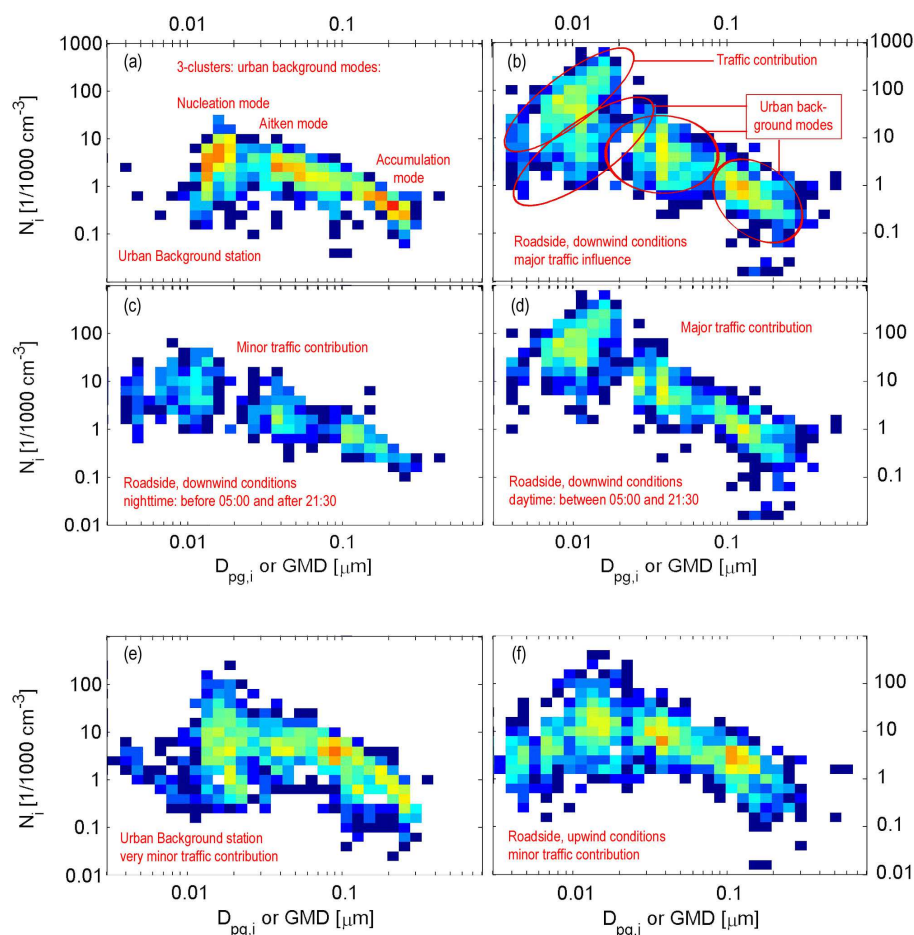 0.01 0.1 0.01 0.1
1000 1000
(a) (b)
3-clusters: urban background modes:
Traffic contribution
Nucleation mode
Aitken mode
Urban back-
ground modes
Accumulation
mode
100 100
10 10
1 1
0.1 0.1
N_i [1/1000 cm⁻³]
Urban Background station
Roadside, downwind conditions
major traffic influence
(c) (d)
Minor traffic contribution
Major traffic contribution
100 100
10 10
1 1
0.1 0.1
0.01 0.01
N_i [1/1000 cm⁻³]
Roadside, downwind conditions
nighttime: before 05:00 and after 21:30
Roadside, downwind conditions
daytime: between 05:00 and 21:30
0.01 0.1 0.01 0.1
D_pg,i or GMD [μm] D_pg,i or GMD [μm]
(e) (f)
100 100
10 10
1 1
0.1 0.1
0.01 0.01
N_i [1/1000 cm⁻³]
Urban Background station
very minor traffic contribution
Roadside, upwind conditions
minor traffic contribution
0.01 0.1 0.01 0.1
D_pg,i or GMD [μm] D_pg,i or GMD [μm]